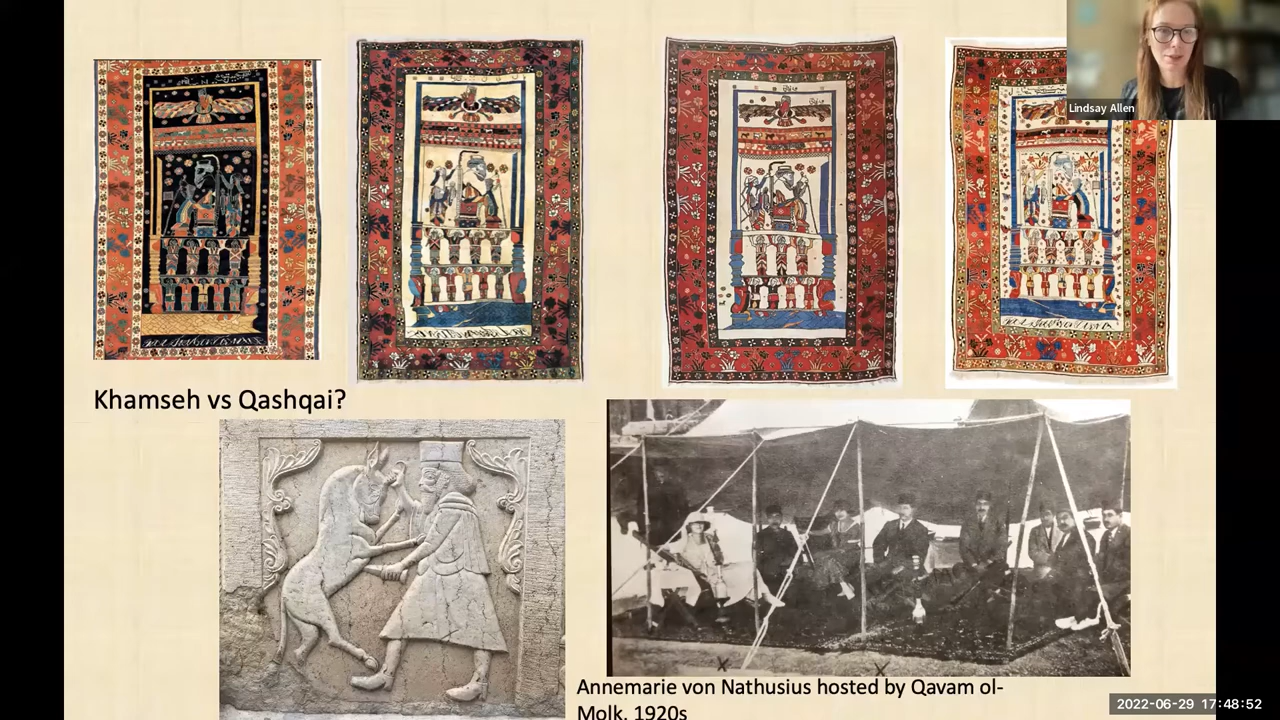 Lindsay Allen
Khamseh vs Qashqai?
Annemarie von Nathusius hosted by Qavam ol-
Molk, 1920s
2022-06-29 17:48:52